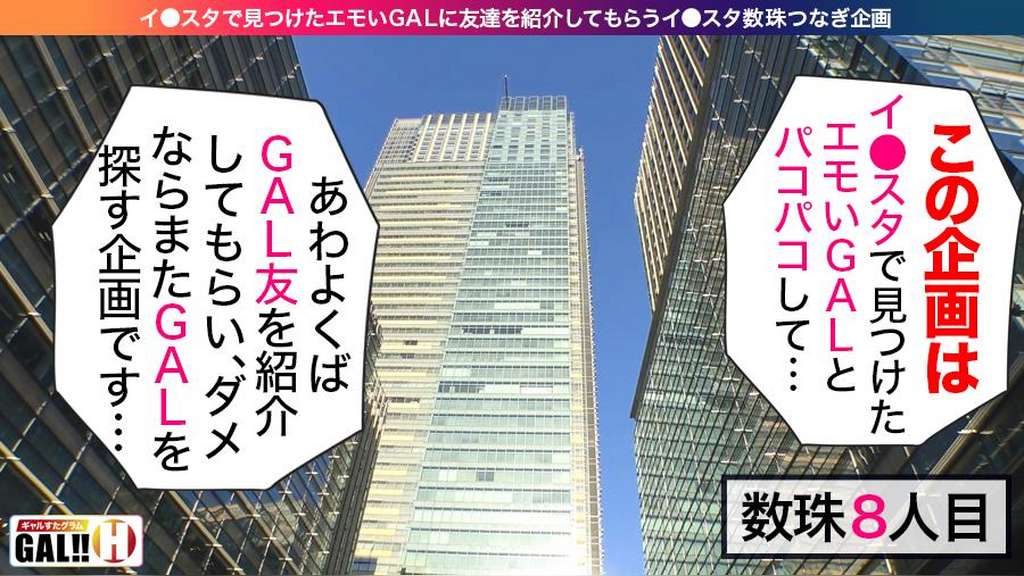 イ●スタで見つけたエモいGALに友達を紹介してもらうイ●スタ数珠つなぎ企画
この企画は
イ●スタで見つけた
エモいGALと
パコパコして…
あわよくば
GAL友を紹介
してもらい、ダメ
ならまたGALを
探す企画です…
数珠8人目
ギャルすたグラム
GAL!!H